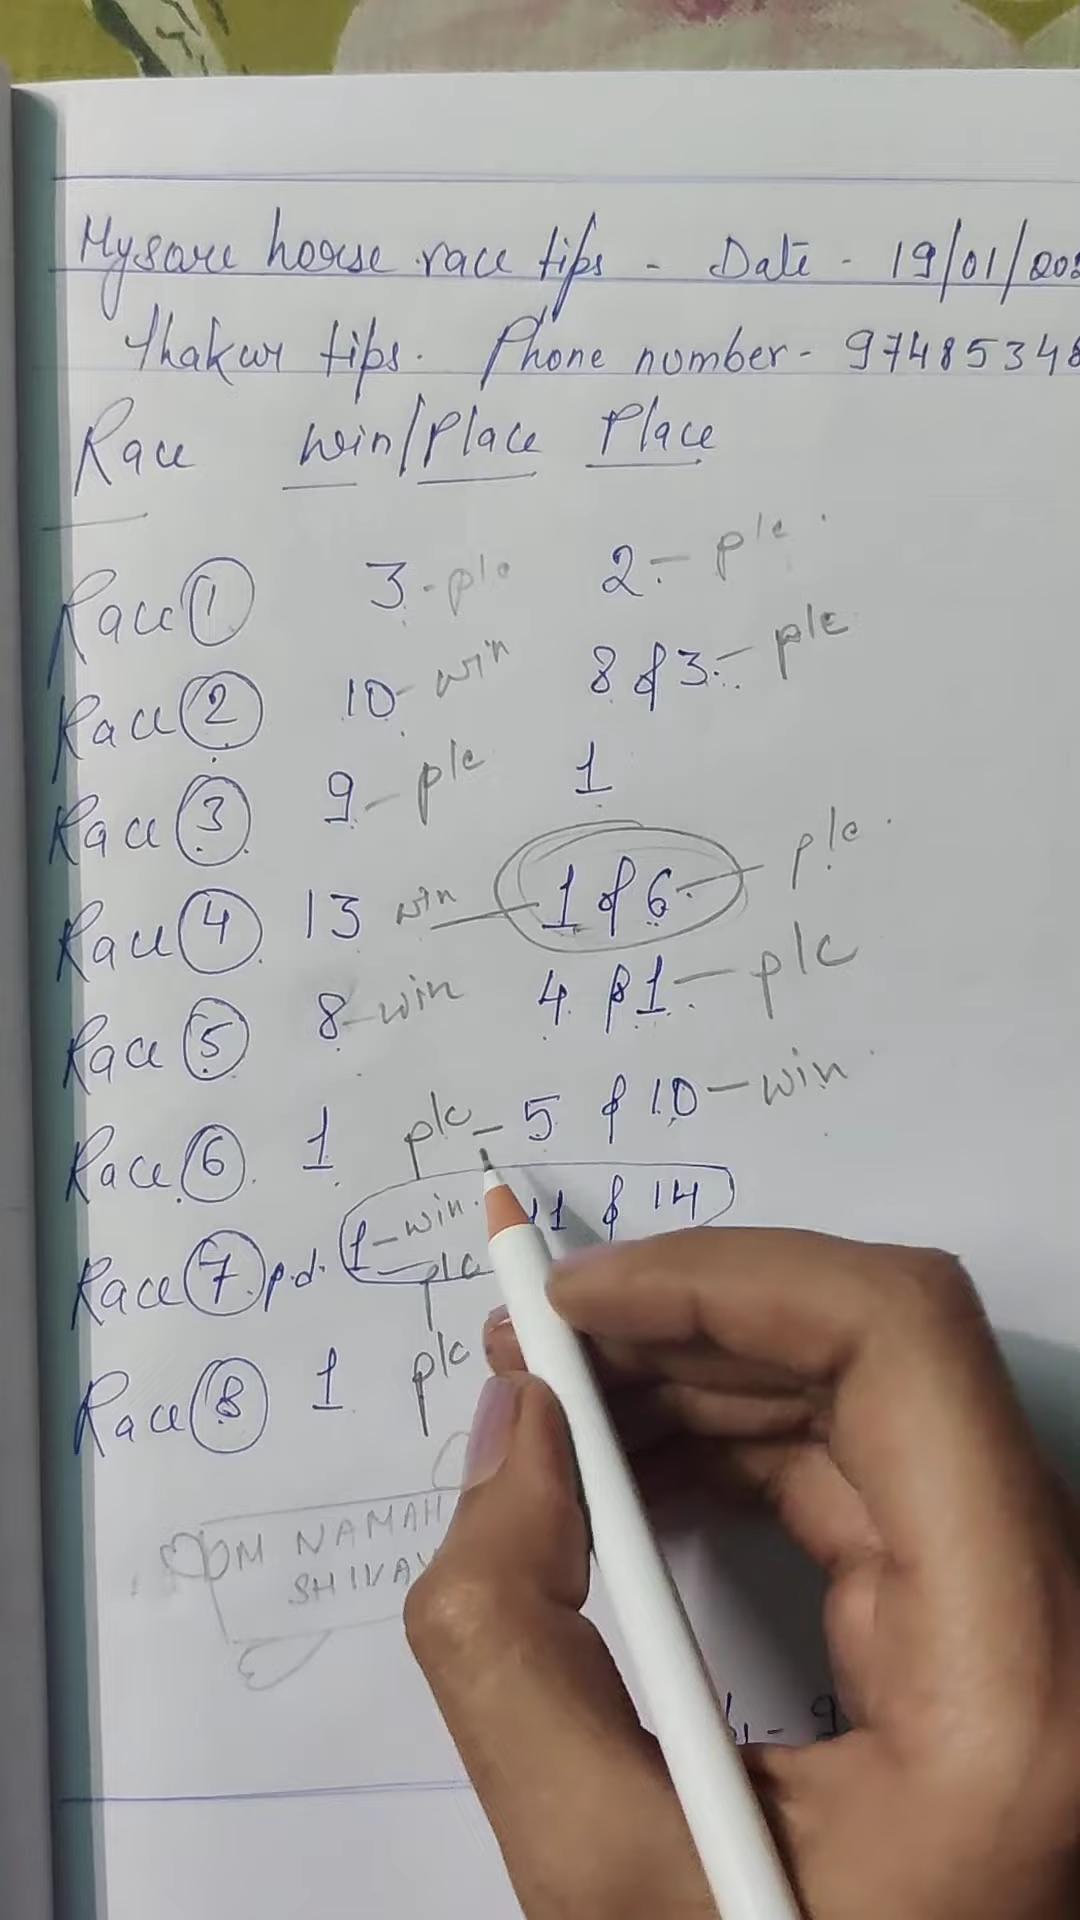 Mysore horse race tips - Date - 19/01/202
Thakur tips. Phone number - 97485348
Race win/Place Place
Race 1 3 - plc 2 - plc.
Race 2 10 - win 8 & 3 - plc
Race 3 9 - plc 1
Race 4 13 win 1 & 6 - plc.
Race 5 8 - win 4 & 1 - plc
Race 6 1 plc - 5 & 10 - win
Race 7 p.d. 1 - win. 11 & 14
plc
Race 8 1 plc
OM NAMAH
SHIVAY